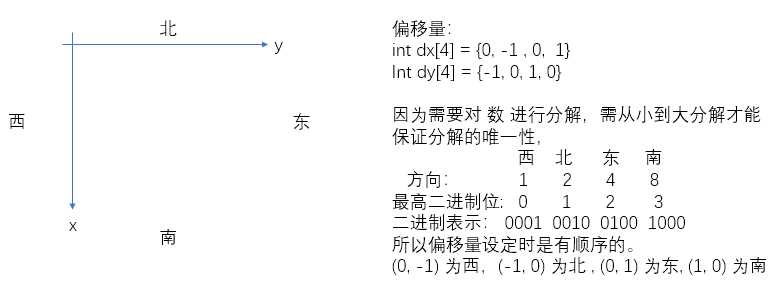 北
y
西
东
x
南
偏移量：
int dx[4] = {0, -1 , 0,  1}
Int dy[4] = {-1, 0, 1, 0}
因为需要对 数 进行分解，需从小到大分解才能
保证分解的唯一性，
西 北 东 南
方向： 1 2 4 8
最高二进制位: 0 1 2 3
二进制表示： 0001 0010 0100 1000
所以偏移量设定时是有顺序的。
(0, -1) 为西， (-1, 0) 为北 , (0, 1) 为东, (1, 0) 为南